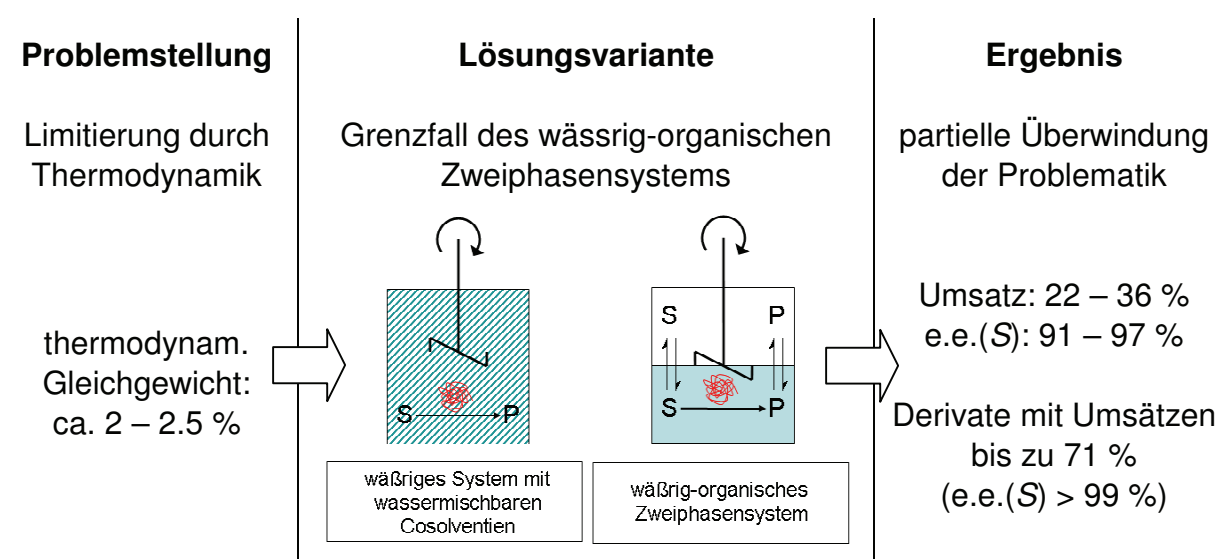 Problemstellung
Limitierung durch
Thermodynamik
thermodynam.
Gleichgewicht:
ca. 2 – 2.5 %
Lösungsvariante
Grenzfall des wässrig-organischen
Zweiphasensystems
S
P
wäßriges System mit
wassermischbaren
Cosolventien
S
P
S
P
wäßrig-organisches
Zweiphasensystem
Ergebnis
partielle Überwindung
der Problematik
Umsatz: 22 – 36 %
e.e.(S): 91 – 97 %
Derivate mit Umsätzen
bis zu 71 %
(e.e.(S) > 99 %)